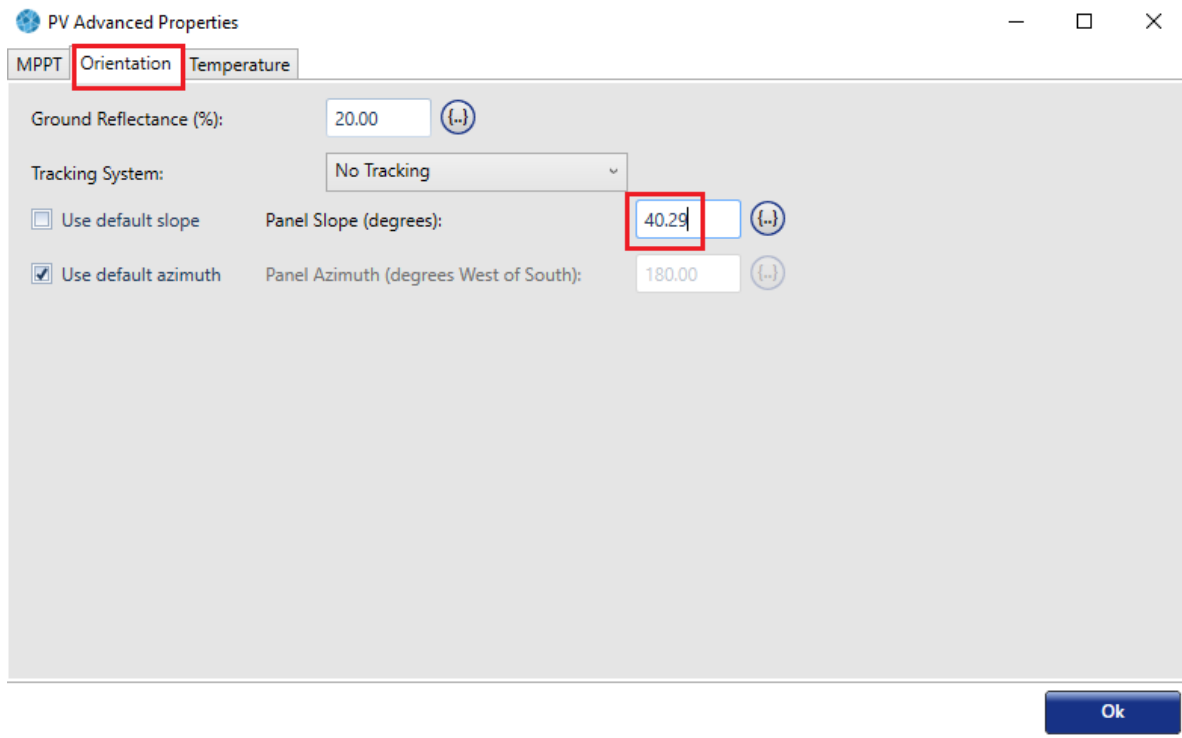 PV Advanced Properties
MPPT Orientation Temperature
Ground Reflectance (%): 20.00 {..}
Tracking System: No Tracking
Use default slope Panel Slope (degrees): 40.29 {..}
Use default azimuth Panel Azimuth (degrees West of South): 180.00 {..}
Ok